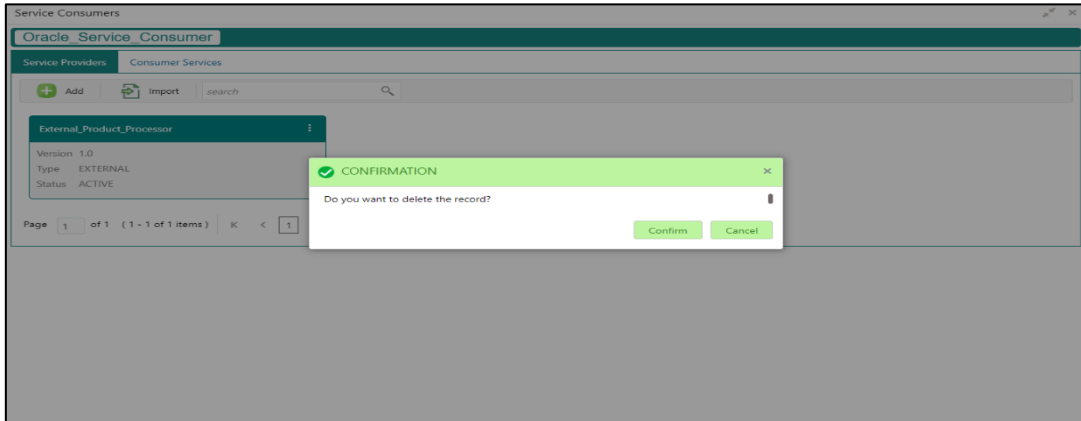 Service Consumers
Oracle_Service_Consumer
Service Providers Consumer Services
Add Import search
External_Product_Processor
Version 1.0
Type EXTERNAL
Status ACTIVE
CONFIRMATION
Do you want to delete the record?
Confirm Cancel
Page 1 of 1 (1 - 1 of 1 items) K < 1